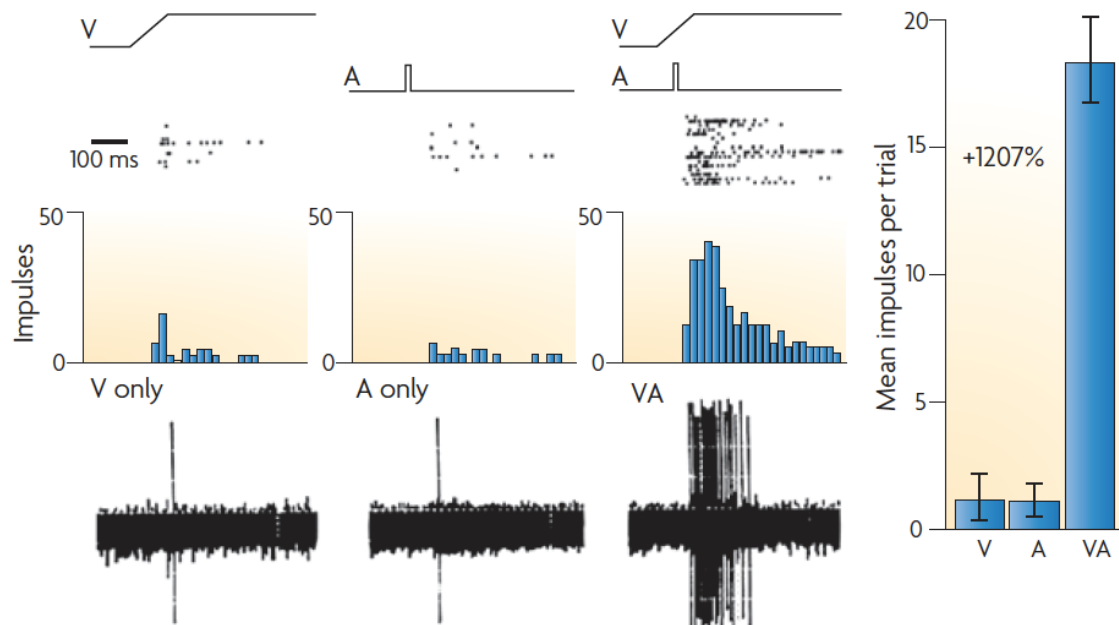 V
A
V
A
100 ms
Impulses
50
0
V only
50
0
A only
50
0
VA
Mean impulses per trial
20
15
10
5
0
+1207%
V
A
VA